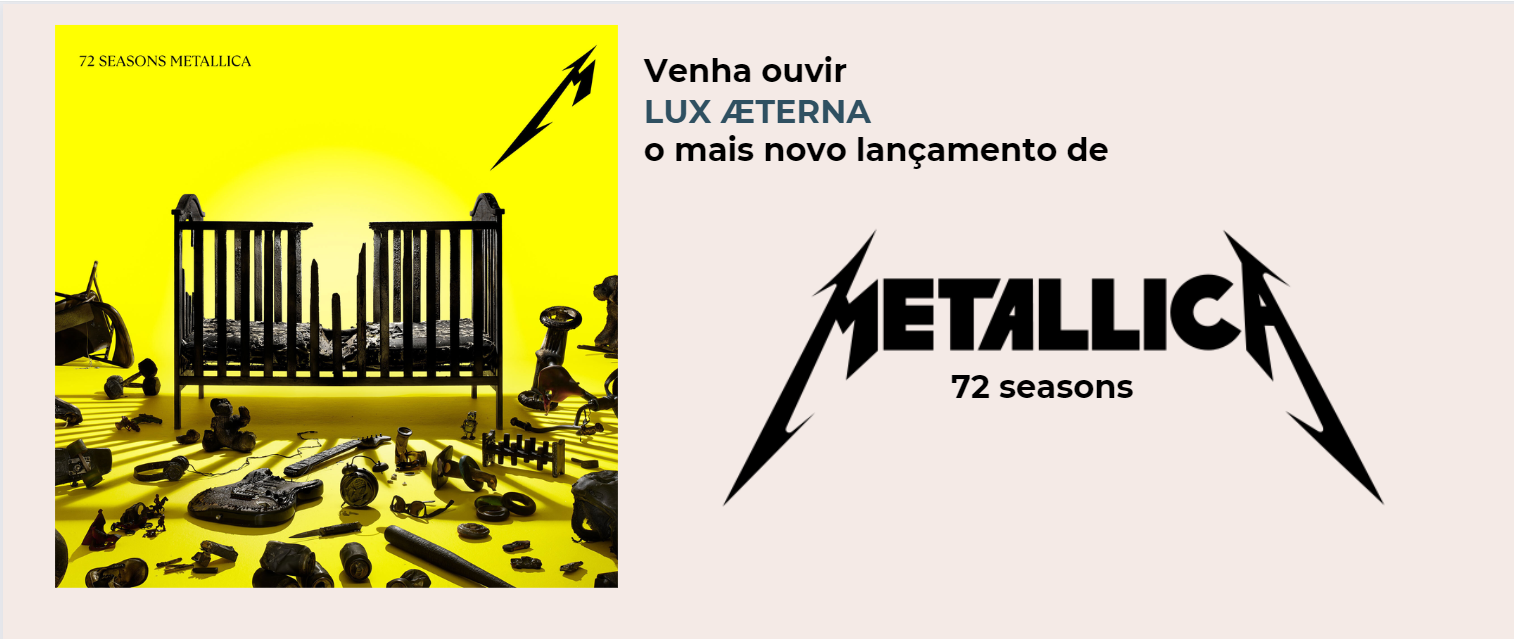 72 SEASONS METALLICA
Venha ouvir
LUX ÆTERNA
o mais novo lançamento de
METALLICA
72 seasons